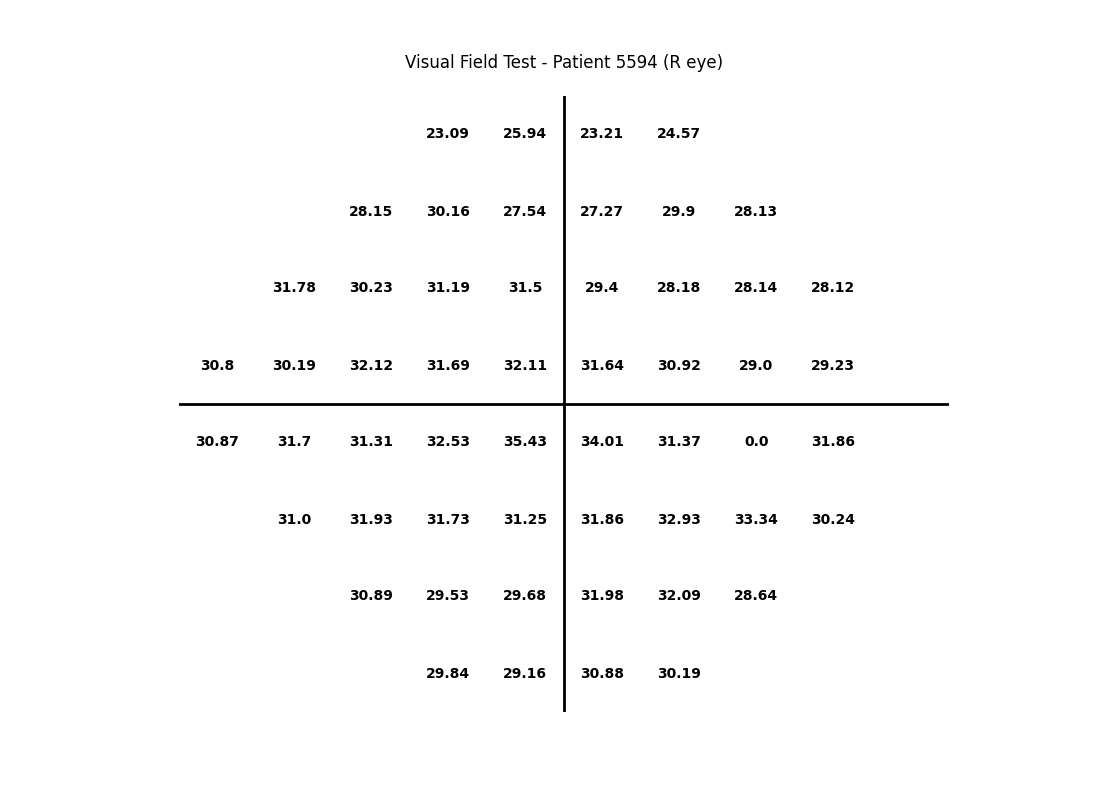 Visual Field Test - Patient 5594 (R eye)
23.09 25.94 23.21 24.57
28.15 30.16 27.54 27.27 29.9 28.13
31.78 30.23 31.19 31.5 29.4 28.18 28.14 28.12
30.8 30.19 32.12 31.69 32.11 31.64 30.92 29.0 29.23
30.87 31.7 31.31 32.53 35.43 34.01 31.37 0.0 31.86
31.0 31.93 31.73 31.25 31.86 32.93 33.34 30.24
30.89 29.53 29.68 31.98 32.09 28.64
29.84 29.16 30.88 30.19